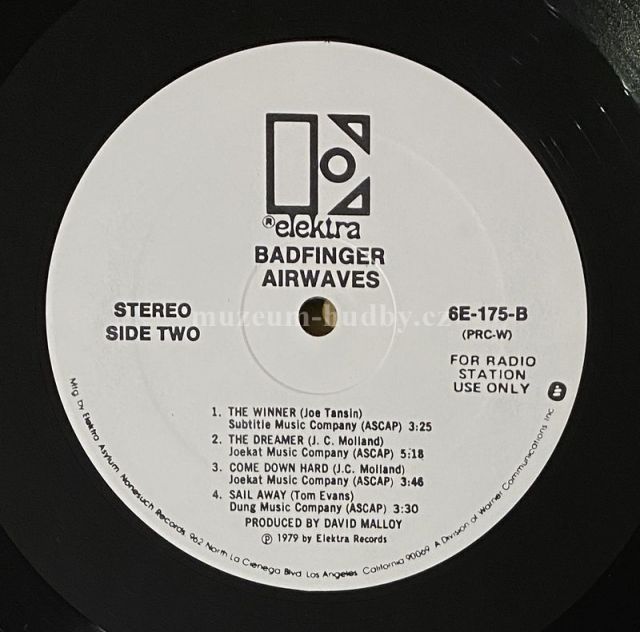 ® elektra
BADFINGER
AIRWAVES
STEREO
SIDE TWO
6E-175-B
(PRC-W)
FOR RADIO
STATION
USE ONLY
muzeum-hudby.cz
1. THE WINNER (Joe Tansin)
Subtitle Music Company (ASCAP) 3:25
2. THE DREAMER (J. C. Molland)
Joekat Music Company (ASCAP) 5:18
3. COME DOWN HARD (J.C. Molland)
Joekat Music Company (ASCAP) 3:46
4. SAIL AWAY (Tom Evans)
Dung Music Company (ASCAP) 3:30
PRODUCED BY DAVID MALLOY
℗ 1979 by Elektra Records
Mfg. by Elektra Asylum Nonesuch Records 962 North La Cienega Blvd. Los Angeles California 90069 A Division of Warner Communications Inc.